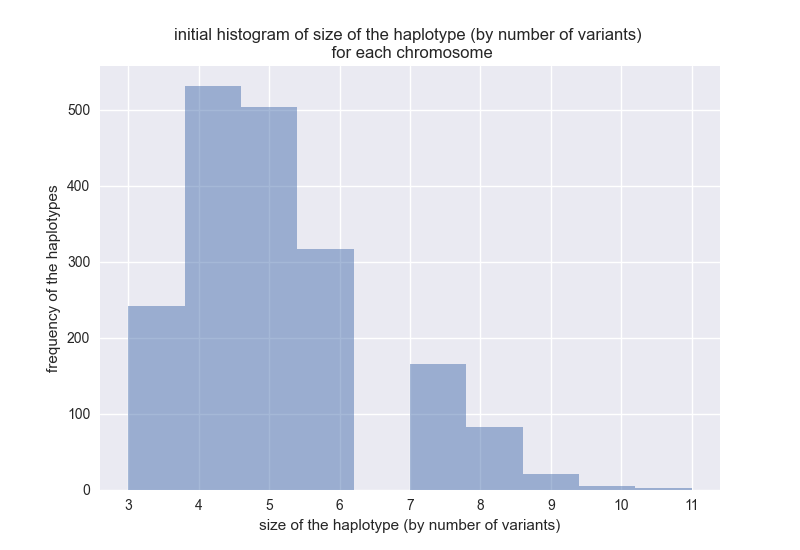 initial histogram of size of the haplotype (by number of variants)
for each chromosome
500
400
300
200
100
0
frequency of the haplotypes
3 4 5 6 7 8 9 10 11
size of the haplotype (by number of variants)